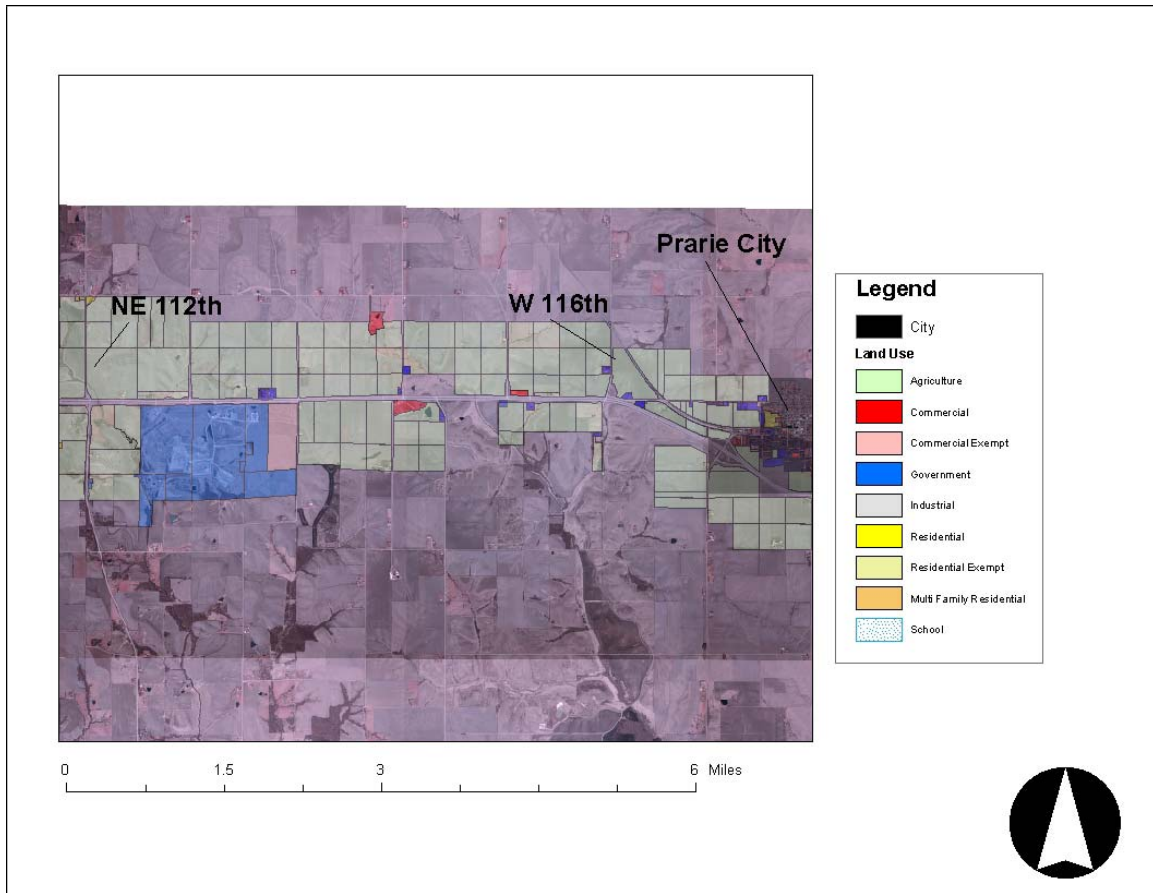 Prarie City
NE 112th
W 116th
Legend
City
Land Use
Agriculture
Commercial
Commercial Exempt
Government
Industrial
Residential
Residential Exempt
Multi Family Residential
School
0 1.5 3 6 Miles